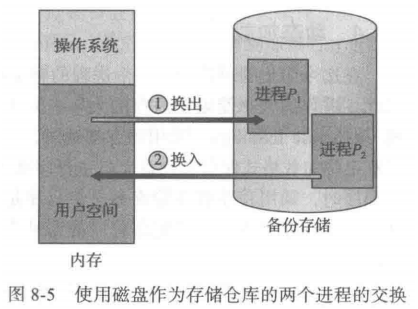 操作系统
①换出
进程P₁
②换入
进程P₂
用户空间
备份存储
内存
图 8-5 使用磁盘作为存储仓库的两个进程的交换